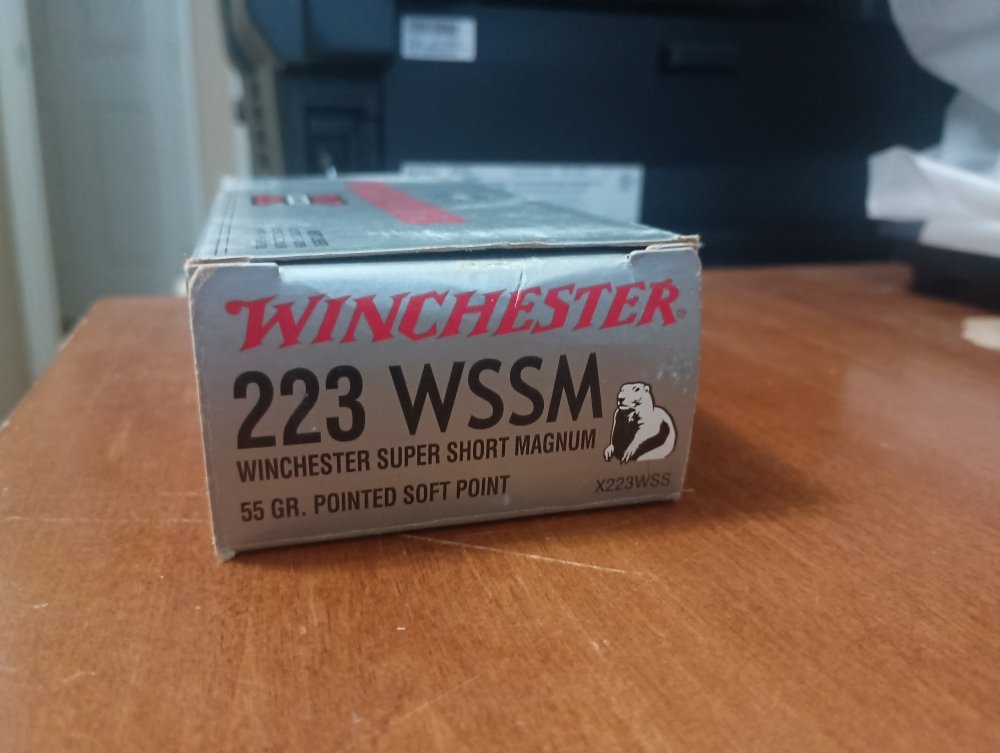 WINCHESTER®
223 WSSM
WINCHESTER SUPER SHORT MAGNUM
55 GR. POINTED SOFT POINT
X223WSS